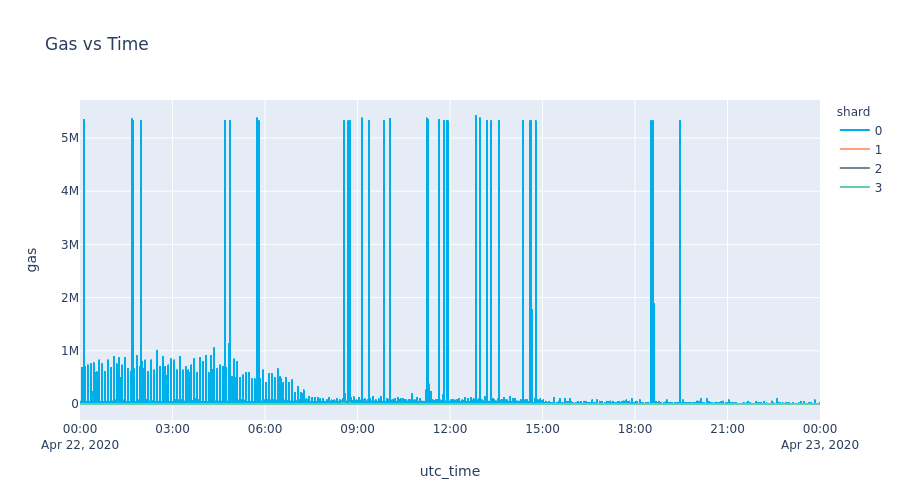 Gas vs Time
shard
0
1
2
3
5M
4M
3M
2M
1M
0
gas
00:00 03:00 06:00 09:00 12:00 15:00 18:00 21:00 00:00
Apr 22, 2020 Apr 23, 2020
utc_time